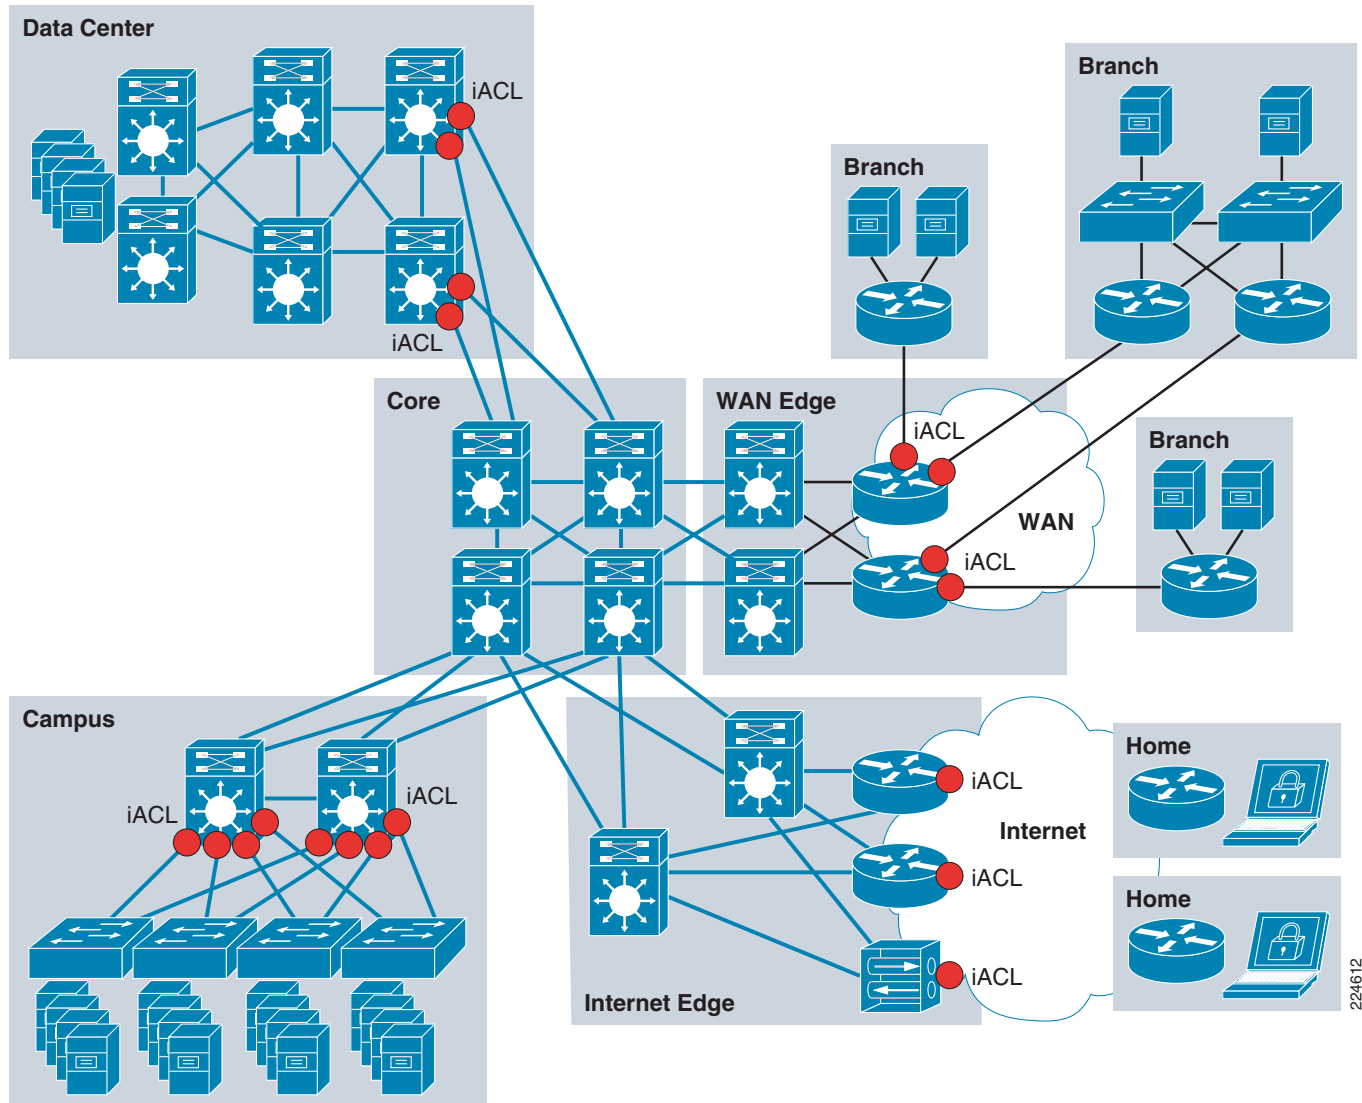 Data Center
iACL
iACL
Branch
Branch
Core
WAN Edge
iACL
WAN
iACL
Branch
Campus
iACL
iACL
Internet Edge
iACL
Internet
iACL
iACL
Home
Home
224612